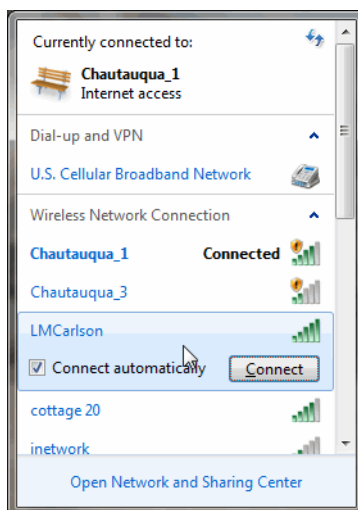 Currently connected to:
Chautauqua_1
Internet access
Dial-up and VPN
U.S. Cellular Broadband Network
Wireless Network Connection
Chautauqua_1 Connected
Chautauqua_3
LMCarlson
Connect automatically Connect
cottage 20
inetwork
Open Network and Sharing Center